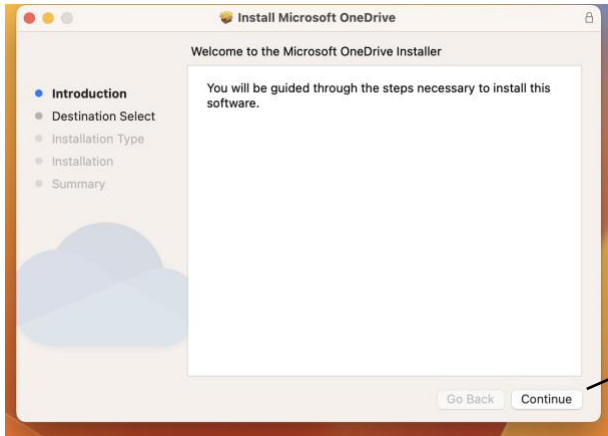 Install Microsoft OneDrive
Welcome to the Microsoft OneDrive Installer
Introduction
Destination Select
Installation Type
Installation
Summary
You will be guided through the steps necessary to install this
software.
Go Back
Continue